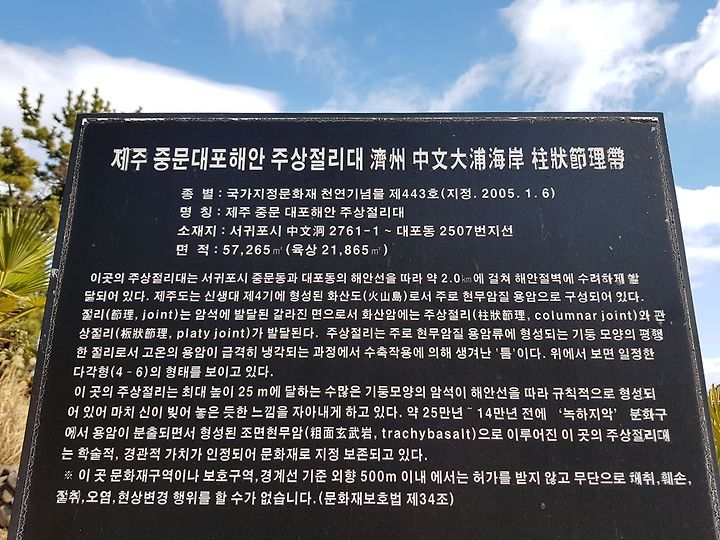 제주 중문대포해안 주상절리대 濟州 中文大浦海岸 柱狀節理帶
종 별 : 국가지정문화재 천연기념물 제443호(지정. 2005. 1. 6)
명 칭 : 제주 중문 대포해안 주상절리대
소재지 : 서귀포시 中文洞 2761-1 ~ 대포동 2507번지선
면 적 : 57,265㎡(육상 21,865㎡)
이곳의 주상절리대는 서귀포시 중문동과 대포동의 해안선을 따라 약 2.0㎞에 걸쳐 해안절벽에 수려하게 발
달되어 있다. 제주도는 신생대 제4기에 형성된 화산도(火山島)로서 주로 현무암질 용암으로 구성되어 있다.
절리(節理, joint)는 암석에 발달된 갈라진 면으로서 화산암에는 주상절리(柱狀節理, columnar joint)와 판
상절리(板狀節理, platy joint)가 발달된다. 주상절리는 주로 현무암질 용암류에 형성되는 기둥 모양의 평행
한 절리로서 고온의 용암이 급격히 냉각되는 과정에서 수축작용에 의해 생겨난 '틈'이다. 위에서 보면 일정한
다각형(4~6)의 형태를 보이고 있다.
이 곳의 주상절리는 최대 높이 25 m에 달하는 수많은 기둥모양의 암석이 해안선을 따라 규칙적으로 형성되
어 있어 마치 신이 빚어 놓은 듯한 느낌을 자아내게 하고 있다. 약 25만년~14만년 전에 '녹하지악' 분화구
에서 용암이 분출되면서 형성된 조면현무암(粗面玄武岩, trachybasalt)으로 이루어진 이 곳의 주상절리대
는 학술적, 경관적 가치가 인정되어 문화재로 지정 보존되고 있다.
※ 이 곳 문화재구역이나 보호구역,경계선 기준 외향 500m 이내 에서는 허가를 받지 않고 무단으로 채취,훼손,
절취,오염,현상변경 행위를 할 수가 없습니다.(문화재보호법 제34조)